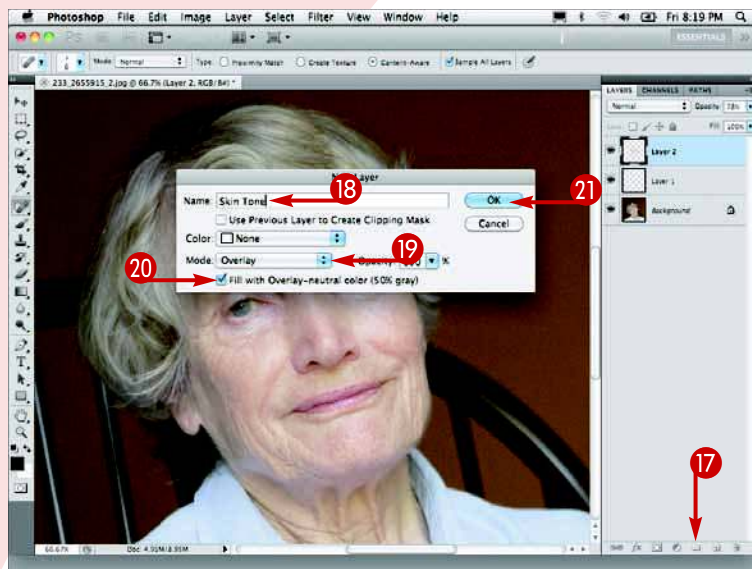 Photoshop File Edit Image Layer Select Filter View Window Help Fri 8:19 PM
ESSENTIALS
Mode: Normal Type: Proximity Match Create Texture Content-Aware Sample All Layers
233_2655915_2.jpg @ 66.7% (Layer 2, RGB/8#) *
LAYERS CHANNELS PATHS
Normal Opacity: 78%
Fill: 100%
Layer 2
Layer 1
Background
Layer
Name: Skin Tone
18
OK
21
Use Previous Layer to Create Clipping Mask
Cancel
Color: None
Mode: Overlay
19
Opacity: %
20
Fill with Overlay-neutral color (50% gray)
T
17
66.67% Doc: 4.95M/8.95M
fx